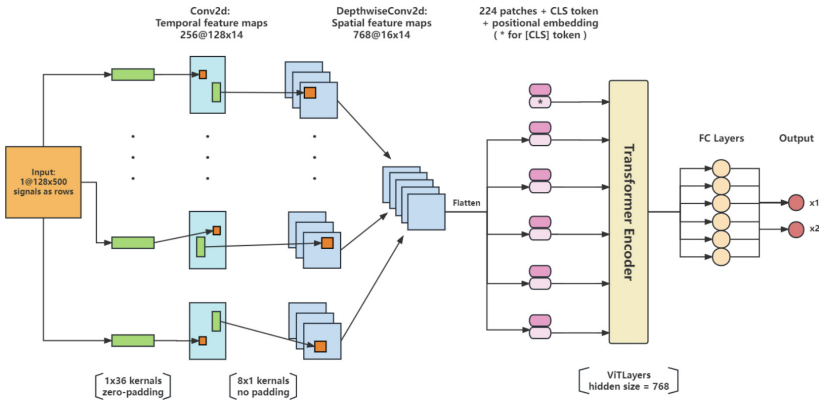 Conv2d:
Temporal feature maps
256@128x14
DepthwiseConv2d:
Spatial feature maps
768@16x14
224 patches + CLS token
+ positional embedding
( * for [CLS] token )
*
Input:
1@128x500
signals as rows
Flatten
Transformer Encoder
FC Layers
Output
x1
x2
1x36 kernals
zero-padding
8x1 kernals
no padding
ViTLayers
hidden size = 768